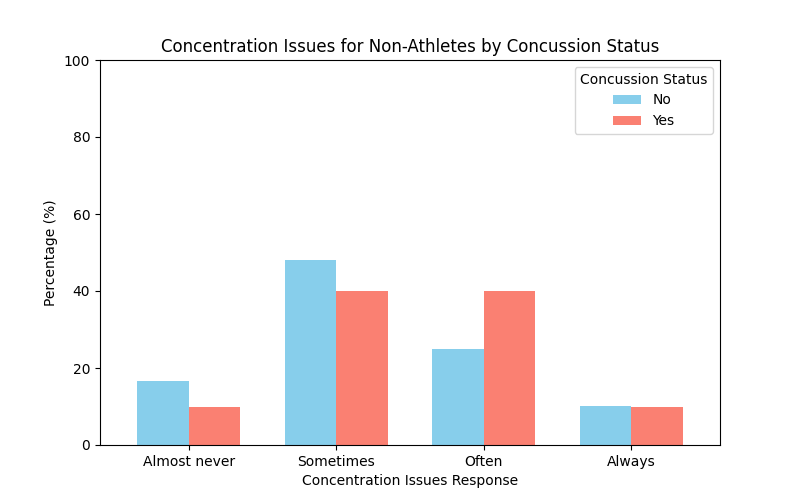 Concentration Issues for Non-Athletes by Concussion Status
Concussion Status
No
Yes
Percentage (%)
100
80
60
40
20
0
Almost never
Sometimes
Often
Always
Concentration Issues Response